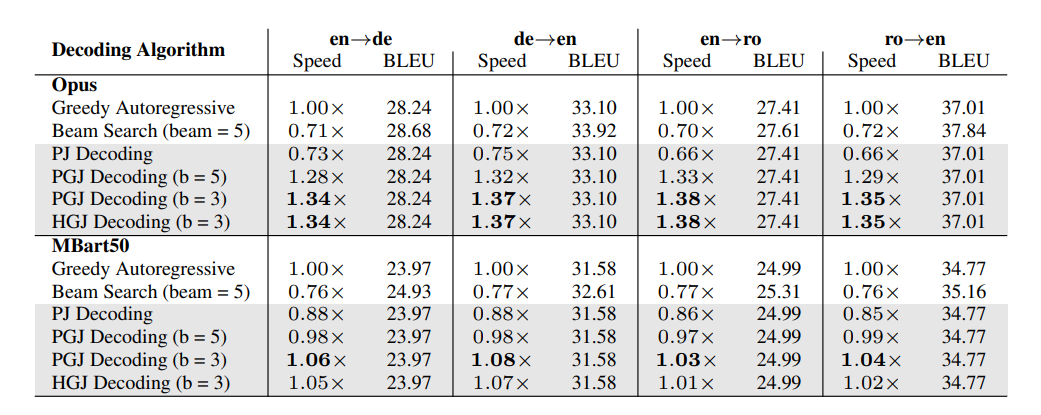 en→de de→en en→ro ro→en
Decoding Algorithm
Speed BLEU Speed BLEU Speed BLEU Speed BLEU
Opus
Greedy Autoregressive 1.00× 28.24 1.00× 33.10 1.00× 27.41 1.00× 37.01
Beam Search (beam = 5) 0.71× 28.68 0.72× 33.92 0.70× 27.61 0.72× 37.84
PJ Decoding 0.73× 28.24 0.75× 33.10 0.66× 27.41 0.66× 37.01
PGJ Decoding (b = 5) 1.28× 28.24 1.32× 33.10 1.33× 27.41 1.29× 37.01
PGJ Decoding (b = 3) 1.34× 28.24 1.37× 33.10 1.38× 27.41 1.35× 37.01
HGJ Decoding (b = 3) 1.34× 28.24 1.37× 33.10 1.38× 27.41 1.35× 37.01
MBart50
Greedy Autoregressive 1.00× 23.97 1.00× 31.58 1.00× 24.99 1.00× 34.77
Beam Search (beam = 5) 0.76× 24.93 0.77× 32.61 0.77× 25.31 0.76× 35.16
PJ Decoding 0.88× 23.97 0.88× 31.58 0.86× 24.99 0.85× 34.77
PGJ Decoding (b = 5) 0.98× 23.97 0.98× 31.58 0.97× 24.99 0.99× 34.77
PGJ Decoding (b = 3) 1.06× 23.97 1.08× 31.58 1.03× 24.99 1.04× 34.77
HGJ Decoding (b = 3) 1.05× 23.97 1.07× 31.58 1.01× 24.99 1.02× 34.77